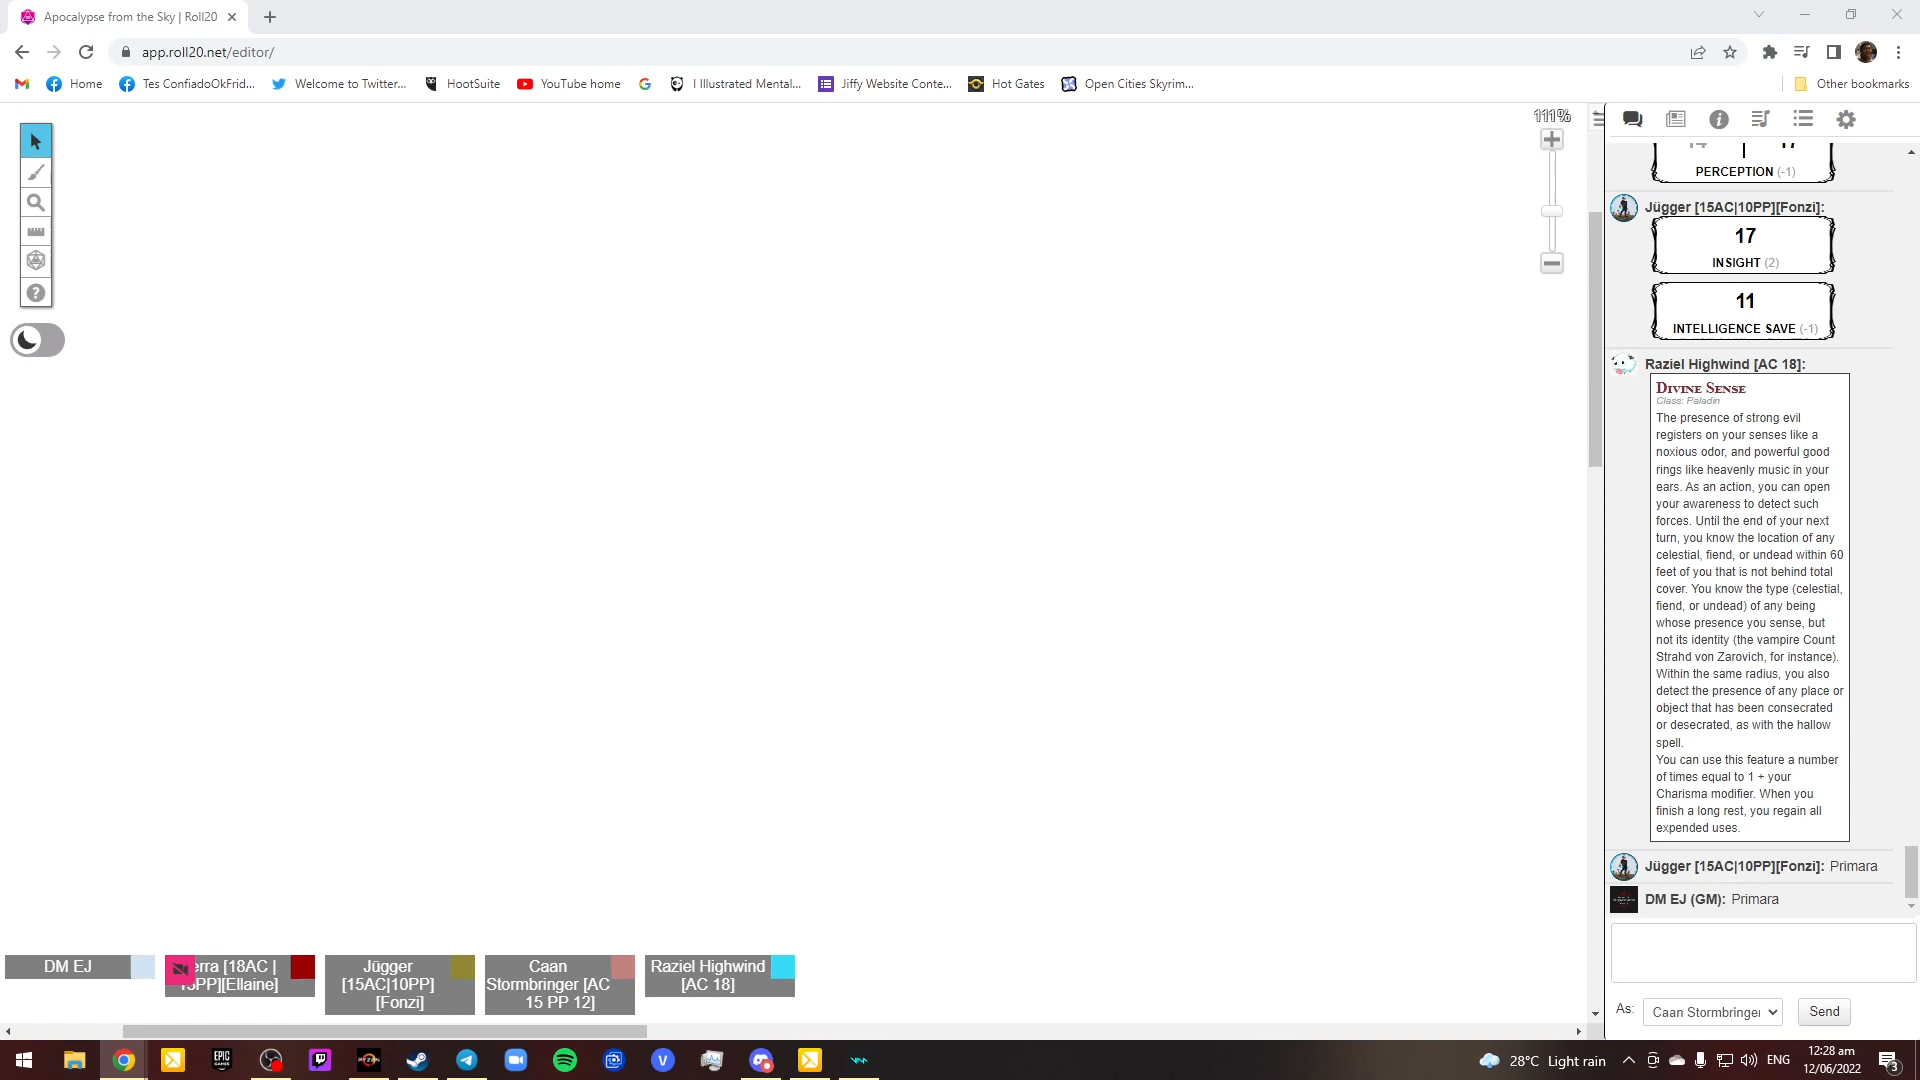 Apocalypse from the Sky | Roll20
app.roll20.net/editor/
Home
Tes ConfiadoOkFrid...
Welcome to Twitter...
HootSuite
YouTube home
I Illustrated Mental...
Jiffy Website Conte...
Hot Gates
Open Cities Skyrim...
Other bookmarks
111%
PERCEPTION (-1)
Jügger [15AC|10PP][Fonzi]:
17
INSIGHT (2)
11
INTELLIGENCE SAVE (-1)
Raziel Highwind [AC 18]:
DIVINE SENSE
Class: Paladin
The presence of strong evil
registers on your senses like a
noxious odor, and powerful good
rings like heavenly music in your
ears. As an action, you can open
your awareness to detect such
forces. Until the end of your next
turn, you know the location of any
celestial, fiend, or undead within 60
feet of you that is not behind total
cover. You know the type (celestial,
fiend, or undead) of any being
whose presence you sense, but
not its identity (the vampire Count
Strahd von Zarovich, for instance).
Within the same radius, you also
detect the presence of any place or
object that has been consecrated
or desecrated, as with the hallow
spell.
You can use this feature a number
of times equal to 1 + your
Charisma modifier. When you
finish a long rest, you regain all
expended uses.
Jügger [15AC|10PP][Fonzi]: Primara
DM EJ (GM): Primara
DM EJ
erra [18AC |
PP][Ellaine]
Jügger
[15AC|10PP]
[Fonzi]
Caan
Stormbringer [AC
15 PP 12]
Raziel Highwind
[AC 18]
As: Caan Stormbringer Send
EPIC GAMES
RYZEN
28°C Light rain
ENG
12:28 am
12/06/2022
3